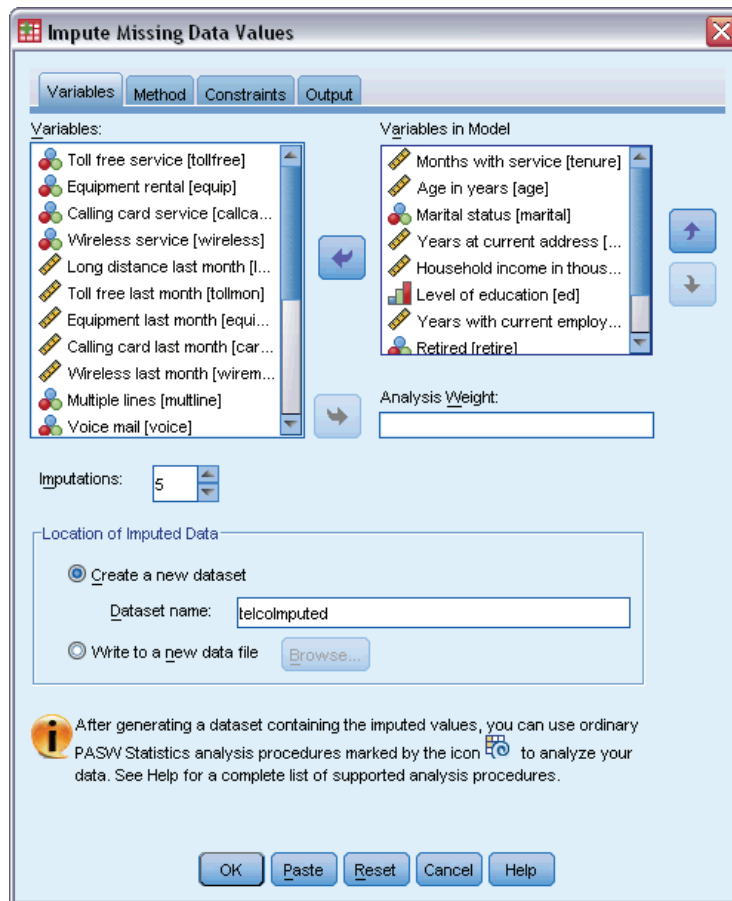 Impute Missing Data Values
Variables Method Constraints Output
Variables:
Toll free service [tollfree]
Equipment rental [equip]
Calling card service [callca...
Wireless service [wireless]
Long distance last month [l...
Toll free last month [tollmon]
Equipment last month [equi...
Calling card last month [car...
Wireless last month [wirem...
Multiple lines [multline]
Voice mail [voice]
Variables in Model
Months with service [tenure]
Age in years [age]
Marital status [marital]
Years at current address [...
Household income in thous...
Level of education [ed]
Years with current employ...
Retired [retire]
Analysis Weight:
Imputations: 5
Location of Imputed Data
Create a new dataset
Dataset name: telcoImputed
Write to a new data file Browse...
After generating a dataset containing the imputed values, you can use ordinary
PASW Statistics analysis procedures marked by the icon to analyze your
data. See Help for a complete list of supported analysis procedures.
OK Paste Reset Cancel Help